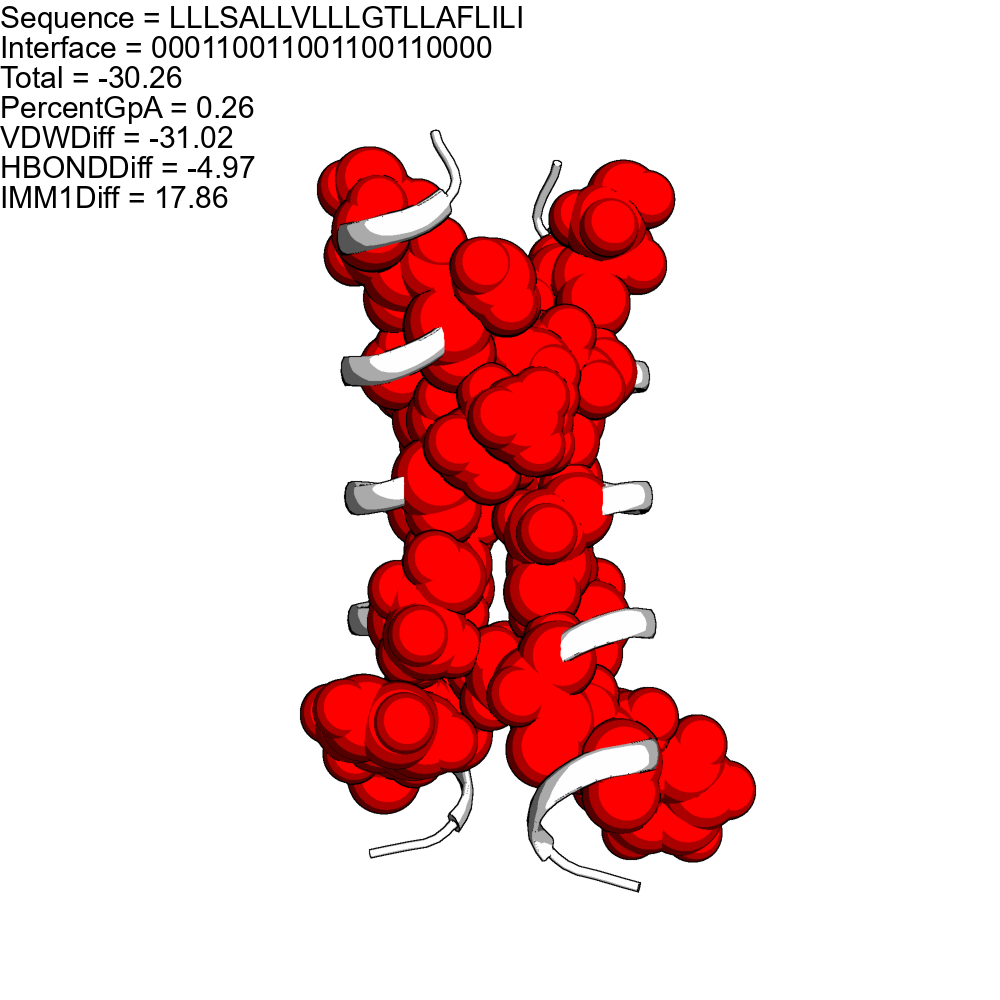 Sequence = LLLSALLVLLLGTLLAFLILI
Interface = 000110011001100110000
Total = -30.26
PercentGpA = 0.26
VDWDiff = -31.02
HBONDDiff = -4.97
IMM1Diff = 17.86